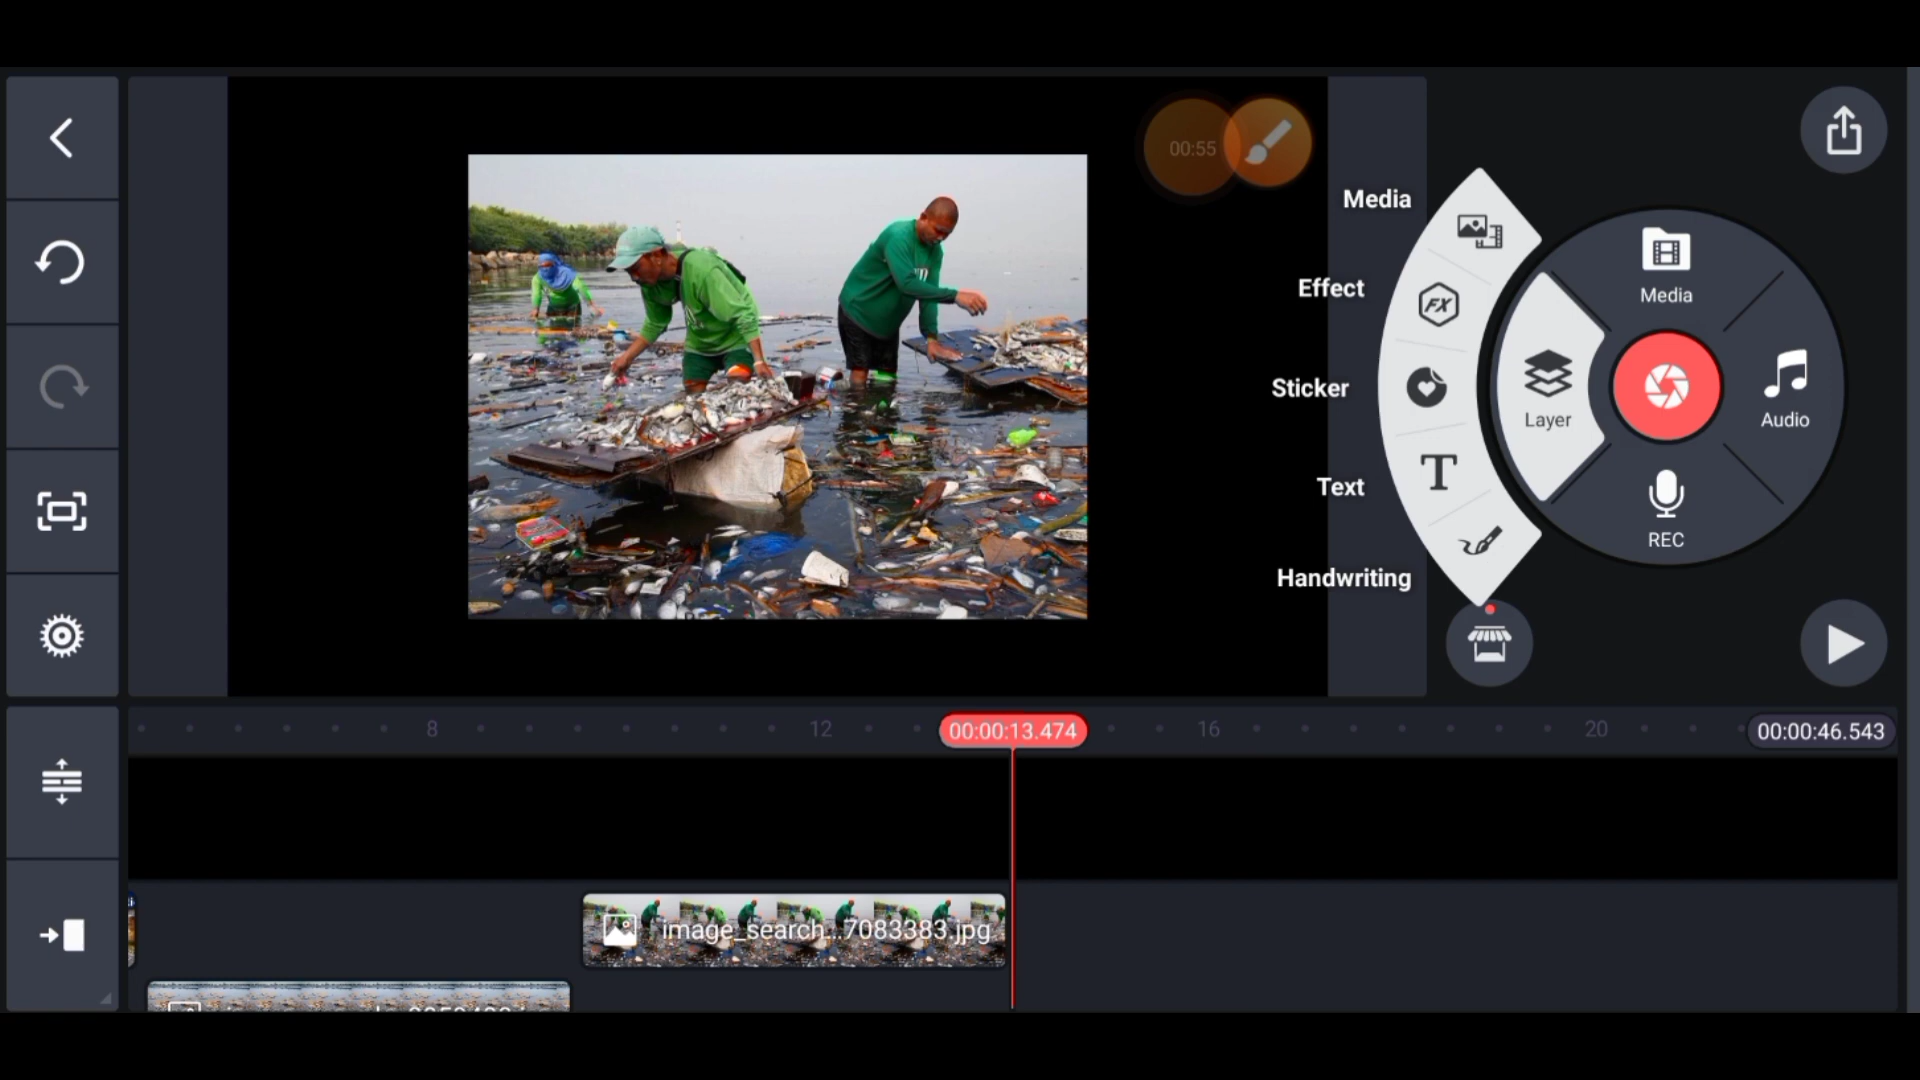 00:55
Media
Effect
Sticker
Text
Handwriting
FX
Media
Layer
Audio
REC
8
12
00:00:13.474
16
20
00:00:46.543
image_search...7083383.jpg